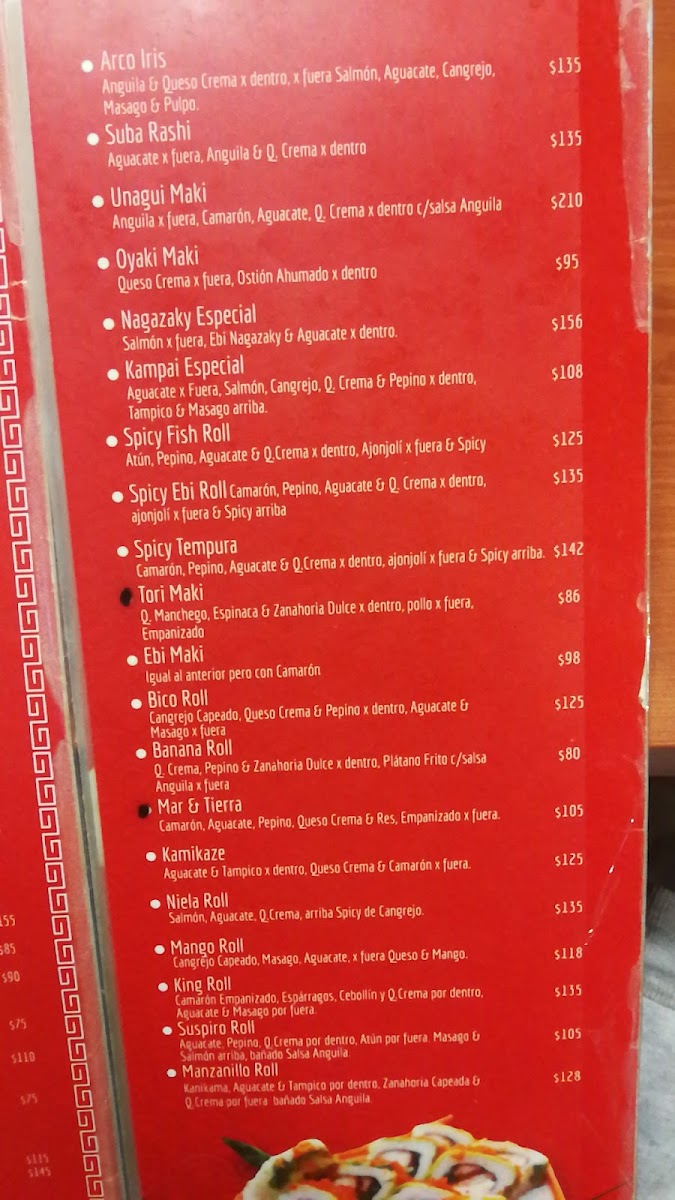 Arco Iris $135
Anguila & Queso Crema x dentro, x fuera Salmón, Aguacate, Cangrejo,
Masago & Pulpo.
Suba Rashi $135
Aguacate x fuera, Anguila & Q. Crema x dentro
Unagui Maki $210
Anguila x fuera, Camarón, Aguacate, Q. Crema x dentro c/salsa Anguila
Oyaki Maki $95
Queso Crema x fuera, Ostión Ahumado x dentro
Nagazaky Especial $156
Salmón x fuera, Ebi Nagazaky & Aguacate x dentro.
Kampai Especial $108
Aguacate x Fuera, Salmón, Cangrejo, Q. Crema & Pepino x dentro,
Tampico & Masago arriba.
Spicy Fish Roll $125
Atún, Pepino, Aguacate & Q.Crema x dentro, Ajonjolí x fuera & Spicy
Spicy Ebi Roll Camarón, Pepino, Aguacate & Q. Crema x dentro, $135
ajonjolí x fuera & Spicy arriba
Spicy Tempura
Camarón, Pepino, Aguacate & Q.Crema x dentro, ajonjolí x fuera & Spicy arriba. $142
Tori Maki $86
Q. Manchego, Espinaca & Zanahoria Dulce x dentro, pollo x fuera,
Empanizado
Ebi Maki $98
Igual al anterior pero con Camarón
Bico Roll $125
Cangrejo Capeado, Queso Crema & Pepino x dentro, Aguacate &
Masago x fuera
Banana Roll $80
Q. Crema, Pepino & Zanahoria Dulce x dentro, Plátano Frito c/salsa
Anguila x fuera
Mar & Tierra $105
Camarón, Aguacate, Pepino, Queso Crema & Res, Empanizado x fuera.
Kamikaze $125
Aguacate & Tampico x dentro, Queso Crema & Camarón x fuera.
Niela Roll $135
Salmón, Aguacate, Q.Crema, arriba Spicy de Cangrejo.
Mango Roll $118
Cangrejo Capeado, Masago, Aguacate, x fuera Queso & Mango.
King Roll $135
Camarón Empanizado, Espárragos, Cebollín y Q.Crema por dentro,
Aguacate & Masago por fuera.
Suspiro Roll $105
Aguacate, Pepino, Q.Crema por dentro, Atún por fuera. Masago &
Salmón arriba, bañado Salsa Anguila.
Manzanillo Roll $128
Kanikama, Aguacate & Tampico por dentro, Zanahoria Capeada &
Q.Crema por fuera bañado Salsa Anguila.
$85
$90
$75
$110
$75
$115
$145